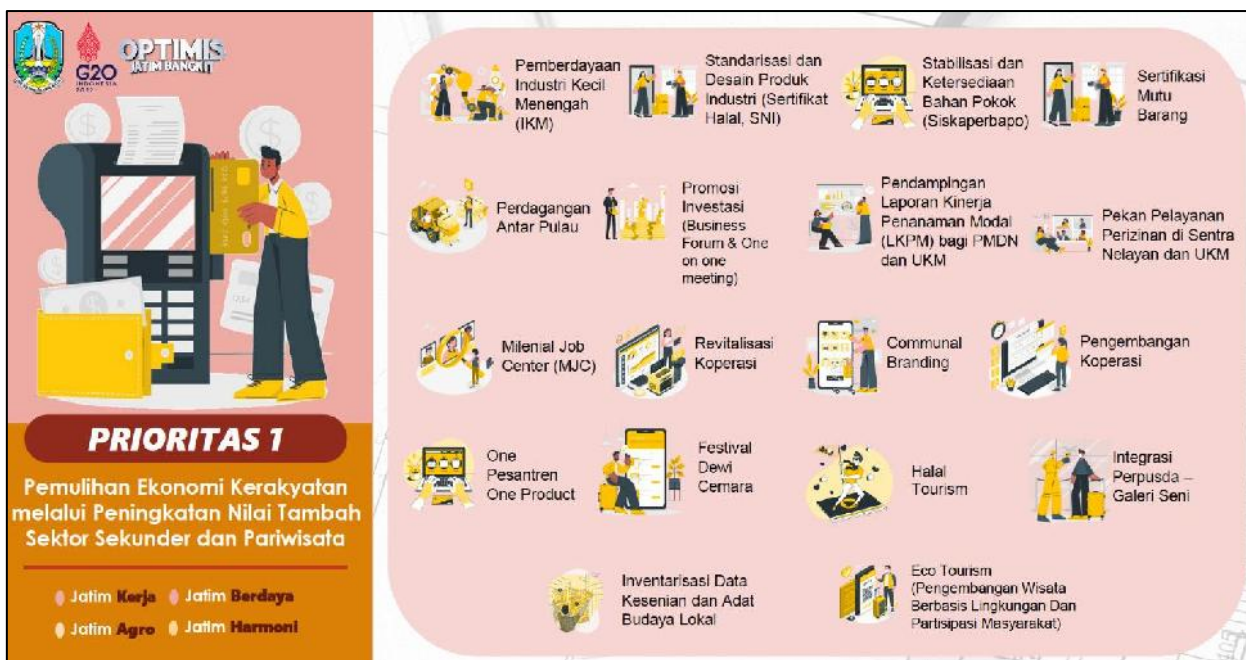 G20
INDONESIA
2022
OPTIMIS
JATIM BANGKIT
PRIORITAS 1
Pemulihan Ekonomi Kerakyatan
melalui Peningkatan Nilai Tambah
Sektor Sekunder dan Pariwisata
Jatim Kerja
Jatim Berdaya
Jatim Agro
Jatim Harmoni
Pemberdayaan
Industri Kecil
Menengah
(IKM)
Standarisasi dan
Desain Produk
Industri (Sertifikat
Halal, SNI)
Stabilisasi dan
Ketersediaan
Bahan Pokok
(Siskaperbapo)
Sertifikasi
Mutu
Barang
Perdagangan
Antar Pulau
Promosi
Investasi
(Business
Forum & One
on one
meeting)
Pendampingan
Laporan Kinerja
Penanaman Modal
(LKPM) bagi PMDN
dan UKM
Pekan Pelayanan
Perizinan di Sentra
Nelayan dan UKM
Milenial Job
Center (MJC)
Revitalisasi
Koperasi
Communal
Branding
Pengembangan
Koperasi
One
Pesantren
One Product
Festival
Dewi
Cemara
Halal
Tourism
Integrasi
Perpusda –
Galeri Seni
Inventarisasi Data
Kesenian dan Adat
Budaya Lokal
Eco Tourism
(Pengembangan Wisata
Berbasis Lingkungan Dan
Partisipasi Masyarakat)